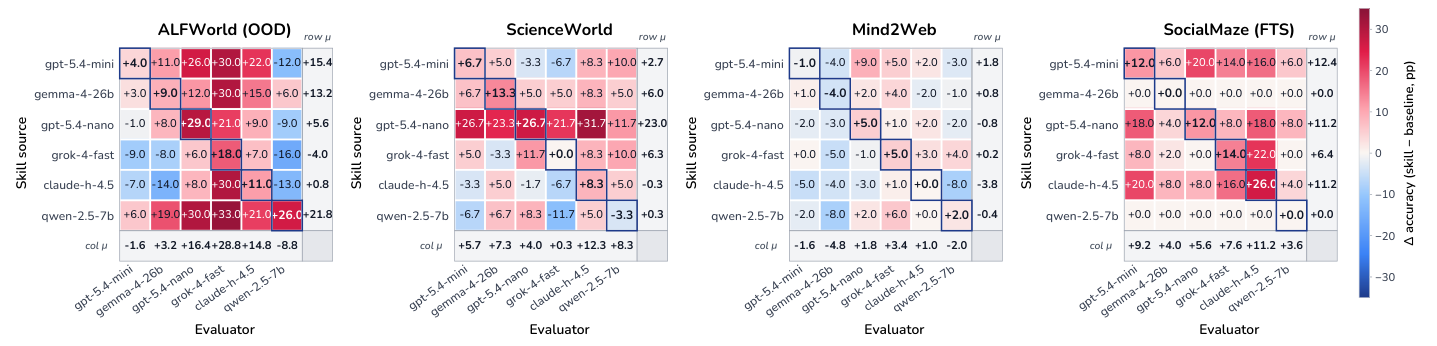 ALFWorld (OOD)
row μ
Skill source
gpt-5.4-mini +4.0 +11.0 +26.0 +30.0 +22.0 -12.0 +15.4
gemma-4-26b +3.0 +9.0 +12.0 +30.0 +15.0 +6.0 +13.2
gpt-5.4-nano -1.0 +8.0 +29.0 +21.0 +9.0 -9.0 +5.6
grok-4-fast -9.0 -8.0 +6.0 +18.0 +7.0 -16.0 -4.0
claude-h-4.5 -7.0 -14.0 +8.0 +30.0 +11.0 -13.0 +0.8
qwen-2.5-7b +6.0 +19.0 +30.0 +33.0 +21.0 +26.0 +21.8
col μ -1.6 +3.2 +16.4 +28.8 +14.8 -8.8
gpt-5.4-mini gemma-4-26b gpt-5.4-nano grok-4-fast claude-h-4.5 qwen-2.5-7b
Evaluator
ScienceWorld
row μ
Skill source
gpt-5.4-mini +6.7 +5.0 -3.3 -6.7 +8.3 +10.0 +2.7
gemma-4-26b +6.7 +13.3 +5.0 +5.0 +8.3 +5.0 +6.0
gpt-5.4-nano +26.7 +23.3 +26.7 +21.7 +31.7 +11.7 +23.0
grok-4-fast +5.0 -3.3 +11.7 +0.0 +8.3 +10.0 +6.3
claude-h-4.5 -3.3 +5.0 -1.7 -6.7 +8.3 +5.0 -0.3
qwen-2.5-7b -6.7 +6.7 +8.3 -11.7 +5.0 -3.3 +0.3
col μ +5.7 +7.3 +4.0 +0.3 +12.3 +8.3
gpt-5.4-mini gemma-4-26b gpt-5.4-nano grok-4-fast claude-h-4.5 qwen-2.5-7b
Evaluator
Mind2Web
row μ
Skill source
gpt-5.4-mini -1.0 -4.0 +9.0 +5.0 +2.0 -3.0 +1.8
gemma-4-26b +1.0 -4.0 +2.0 +4.0 -2.0 -1.0 +0.8
gpt-5.4-nano -2.0 -3.0 +5.0 +1.0 +2.0 -2.0 -0.8
grok-4-fast +0.0 -5.0 -1.0 +5.0 +3.0 +4.0 +0.2
claude-h-4.5 -5.0 -4.0 -3.0 +1.0 +0.0 -8.0 -3.8
qwen-2.5-7b -2.0 -8.0 +2.0 +6.0 +0.0 +2.0 -0.4
col μ -1.6 -4.8 +1.8 +3.4 +1.0 -2.0
gpt-5.4-mini gemma-4-26b gpt-5.4-nano grok-4-fast claude-h-4.5 qwen-2.5-7b
Evaluator
SocialMaze (FTS)
row μ
Skill source
gpt-5.4-mini +12.0 +6.0 +20.0 +14.0 +16.0 +6.0 +12.4
gemma-4-26b +0.0 +0.0 +0.0 +0.0 +0.0 +0.0 +0.0
gpt-5.4-nano +18.0 +4.0 +12.0 +8.0 +18.0 +8.0 +11.2
grok-4-fast +8.0 +2.0 +0.0 +14.0 +22.0 +0.0 +6.4
claude-h-4.5 +20.0 +8.0 +8.0 +16.0 +26.0 +4.0 +11.2
qwen-2.5-7b +0.0 +0.0 +0.0 +0.0 +0.0 +0.0 +0.0
col μ +9.2 +4.0 +5.6 +7.6 +11.2 +3.6
gpt-5.4-mini gemma-4-26b gpt-5.4-nano grok-4-fast claude-h-4.5 qwen-2.5-7b
Evaluator
30
20
10
0
−10
−20
−30
Δ accuracy (skill − baseline, pp)